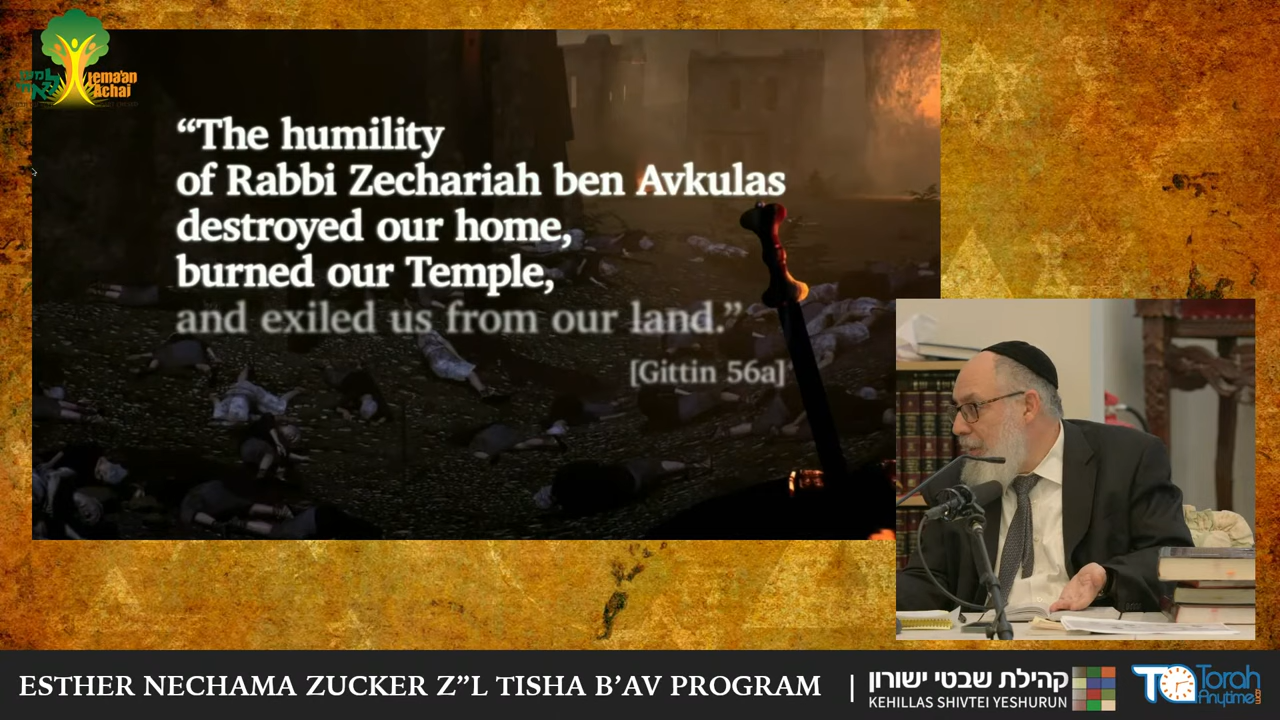 lema'an
Achai
“The humility
of Rabbi Zechariah ben Avkulas
destroyed our home,
burned our Temple,
and exiled us from our land.”
[Gittin 56a]
ESTHER NECHAMA ZUCKER Z”L TISHA B’AV PROGRAM |
קהילת שבטי ישורון
KEHILLAS SHIVTEI YESHURUN
TA
Torah
Anytime